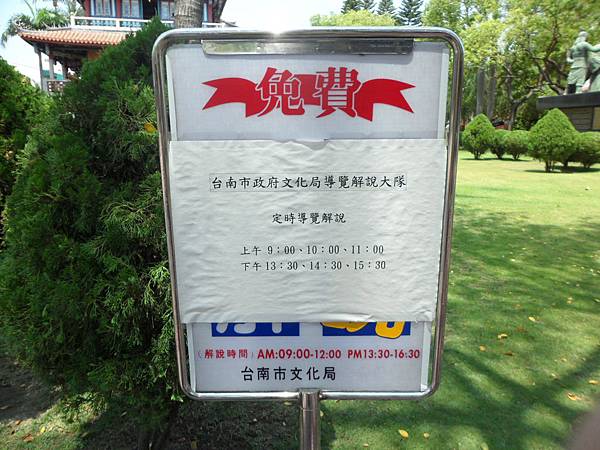 免費
台南市政府文化局導覽解說大隊
定時導覽解說
上午 9：00、10：00、11：00
下午 13：30、14：30、15：30
（解說時間）AM:09:00-12:00 PM13:30-16:30
台南市文化局